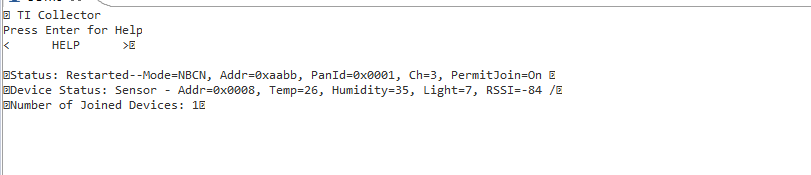 TI Collector
Press Enter for Help
<      HELP      >
Status: Restarted--Mode=NBCN, Addr=0xaabb, PanId=0x0001, Ch=3, PermitJoin=On
Device Status: Sensor - Addr=0x0008, Temp=26, Humidity=35, Light=7, RSSI=-84 /
Number of Joined Devices: 1